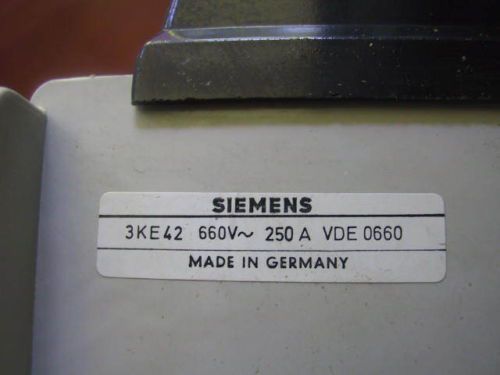 SIEMENS
3KE42 660V~ 250 A VDE 0660
MADE IN GERMANY